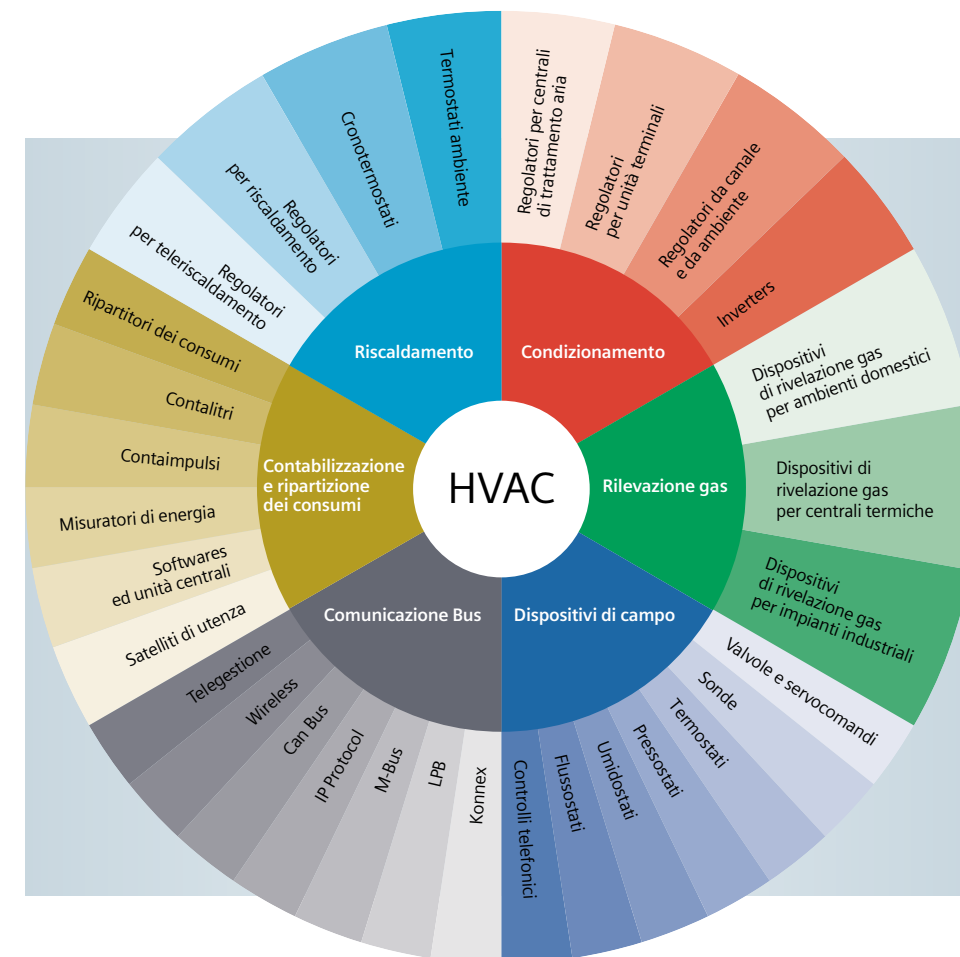 Termostati ambiente
Cronotermostati
Regolatori
per riscaldamento
Regolatori
per teleriscaldamento
Regolatori per centrali
di trattamento aria
Regolatori
per unità terminali
Regolatori da canale
e da ambiente
Inverters
Riscaldamento
Condizionamento
Ripartitori dei consumi
Contalitri
Contaimpulsi
Misuratori di energia
Softwares
ed unità centrali
Satelliti di utenza
Contabilizzazione
e ripartizione
dei consumi
HVAC
Rilevazione gas
Dispositivi
di rivelazione gas
per ambienti domestici
Dispositivi di
rivelazione gas
per centrali termiche
Dispositivi
di rivelazione gas
per impianti industriali
Comunicazione Bus
Dispositivi di campo
Telegestione
Wireless
Can Bus
IP Protocol
M-Bus
LPB
Konnex
Controlli telefonici
Flussostati
Umidostati
Pressostati
Termostati
Sonde
Valvole e servocomandi